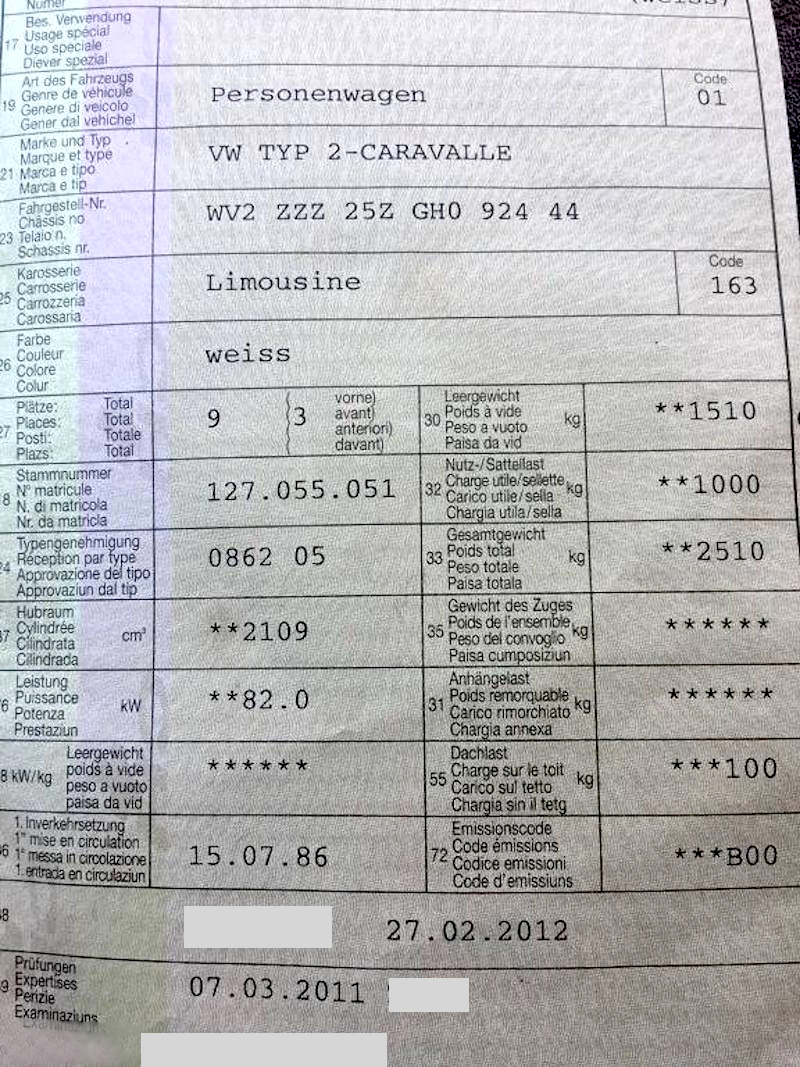 Numer
(weiss)
Bes. Verwendung
Usage spécial
17 Uso speciale
Diever spezial
Art des Fahrzeugs
Genre de véhicule
19 Genere di veicolo
Gener dal vehichel
Personenwagen
Code
01
Marke und Typ
Marque et type
21 Marca e tipo
Marca e tip
VW TYP 2-CARAVALLE
Fahrgestell-Nr.
Châssis no
23 Telaio n.
Schassis nr.
WV2 ZZZ 25Z GH0 924 44
Karosserie
25 Carrosserie
Carrozzeria
Carossaria
Limousine
Code
163
Farbe
Couleur
26 Colore
Colur
weiss
Plätze: Total
Places: Total
27 Posti: Totale
Plazs: Total
9
3
vorne)
avant)
anteriori)
davant)
Leergewicht
30 Poids à vide kg
Peso a vuoto
Paisa da vid
**1510
Stammnummer
8 N° matricule
N. di matricola
Nr. da matricla
127.055.051
Nutz-/Sattellast
32 Charge utile/sellette kg
Carico utile/sella
Chargia utila/sella
**1000
Typengenehmigung
24 Réception par type
Approvazione del tipo
Approvaziun dal tip
0862 05
Gesamtgewicht
33 Poids total kg
Peso totale
Paisa totala
**2510
Hubraum
37 Cylindrée cm³
Cilindrata
Cilindrada
**2109
Gewicht des Zuges
35 Poids de l'ensemble kg
Peso del convoglio
Paisa cumposiziun
******
Leistung
6 Puissance kW
Potenza
Prestaziun
**82.0
Anhängelast
31 Poids remorquable kg
Carico rimorchiato
Chargia annexa
******
Leergewicht
8 kW/kg poids à vide
peso a vuoto
paisa da vid
******
Dachlast
55 Charge sur le toit kg
Carico sul tetto
Chargia sin il tetg
***100
1. Inverkehrsetzung
1re mise en circulation
36 1a messa in circolazione
1. entrada en circulaziun
15.07.86
Emissionscode
72 Code émissions
Codice emissioni
Code d'emissiuns
***B00
38
27.02.2012
Prüfungen
39 Expertises
Perizie
Examinaziuns
07.03.2011